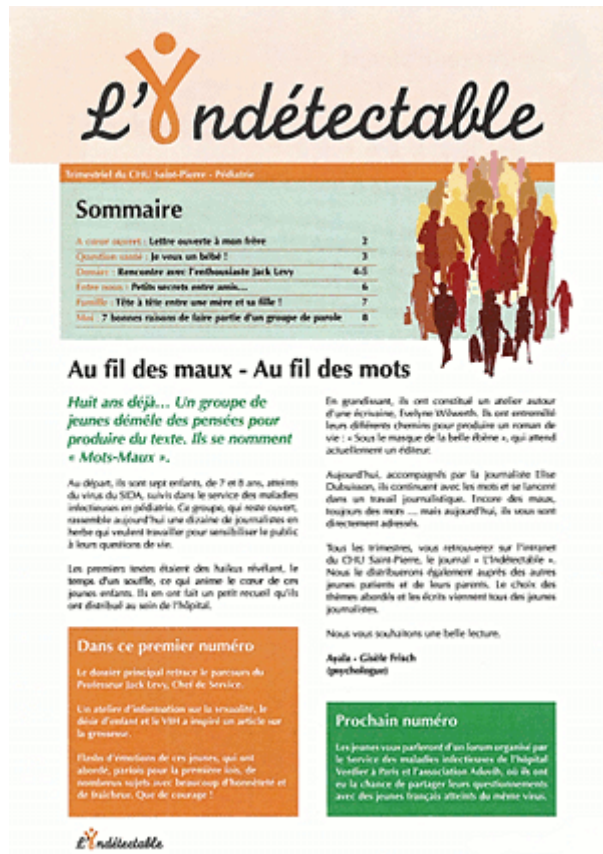 L'Indétectable
Trimestriel du CHU Saint-Pierre - Pédiatrie
Sommaire
A cœur ouvert : Lettre ouverte à mon frère 2
Question santé : Je veux un bébé ! 3
Dossier : Rencontre avec l'enthousiaste Jack Levy 4-5
Entre nous : Petits secrets entre amis.... 6
Famille : Tête à tête entre une mère et sa fille ! 7
Moi : 7 bonnes raisons de faire partie d'un groupe de parole 8
Au fil des maux - Au fil des mots
Huit ans déjà... Un groupe de
jeunes démêle des pensées pour
produire du texte. Ils se nomment
« Mots-Maux ».
Au départ, ils sont sept enfants, de 7 et 8 ans, atteints
du virus du SIDA, suivis dans le service des maladies
infectieuses en pédiatrie. Ce groupe, qui reste ouvert,
rassemble aujourd'hui une dizaine de journalistes en
herbe qui veulent travailler pour sensibiliser le public
à leurs questions de vie.
Les premiers textes étaient des haïkus révélant, le
temps d'un souffle, ce qui anime le cœur de ces
jeunes enfants. Ils en ont fait un petit recueil qu'ils
ont distribué au sein de l'hôpital.
En grandissant, ils ont constitué un atelier autour
d'une écrivaine, Evelyne Wilwerth. Ils ont entremêlé
leurs différents chemins pour produire un roman de
vie : « Sous le masque de la belle ébène », qui attend
actuellement un éditeur.
Aujourd'hui, accompagnés par la journaliste Elise
Dubuisson, ils continuent avec les mots et se lancent
dans un travail journalistique. Encore des maux,
toujours des mots .... mais aujourd'hui, ils vous sont
directement adressés.
Tous les trimestres, vous retrouverez sur l'intranet
du CHU Saint-Pierre, le journal « L'Indétectable ».
Nous le distribuerons également auprès des autres
jeunes patients et de leurs parents. Le choix des
thèmes abordés et les écrits viennent tous des jeunes
journalistes.
Nous vous souhaitons une belle lecture.
Ayala - Gisèle Frisch
(psychologue)
Dans ce premier numéro
Le dossier principal retrace le parcours du
Professeur Jack Levy, Chef de Service.
Un atelier d'information sur la sexualité, le
désir d'enfant et le VIH a inspiré un article sur
la grossesse.
Flashs d'émotions de ces jeunes, qui ont
abordé, parfois pour la première fois, de
nombreux sujets avec beaucoup d'honnêteté et
de fraîcheur. Que de courage !
Prochain numéro
Les jeunes vous parleront d'un forum organisé par
le Service des maladies infectieuses de l'hôpital
Verdier à Paris et l'association Adovih, où ils ont
eu la chance de partager leurs questionnements
avec des jeunes français atteints du même virus.
L'Indétectable